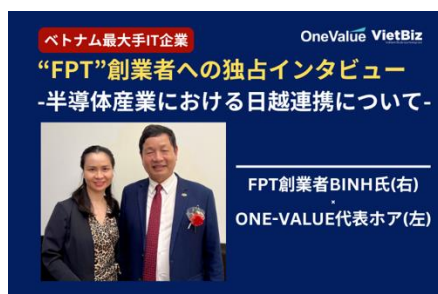 ベトナム最大手IT企業
OneValue VietBiz
“FPT”創業者への独占インタビュー
-半導体産業における日越連携について-
FPT創業者BINH氏(右)
×
ONE-VALUE代表ホア(左)